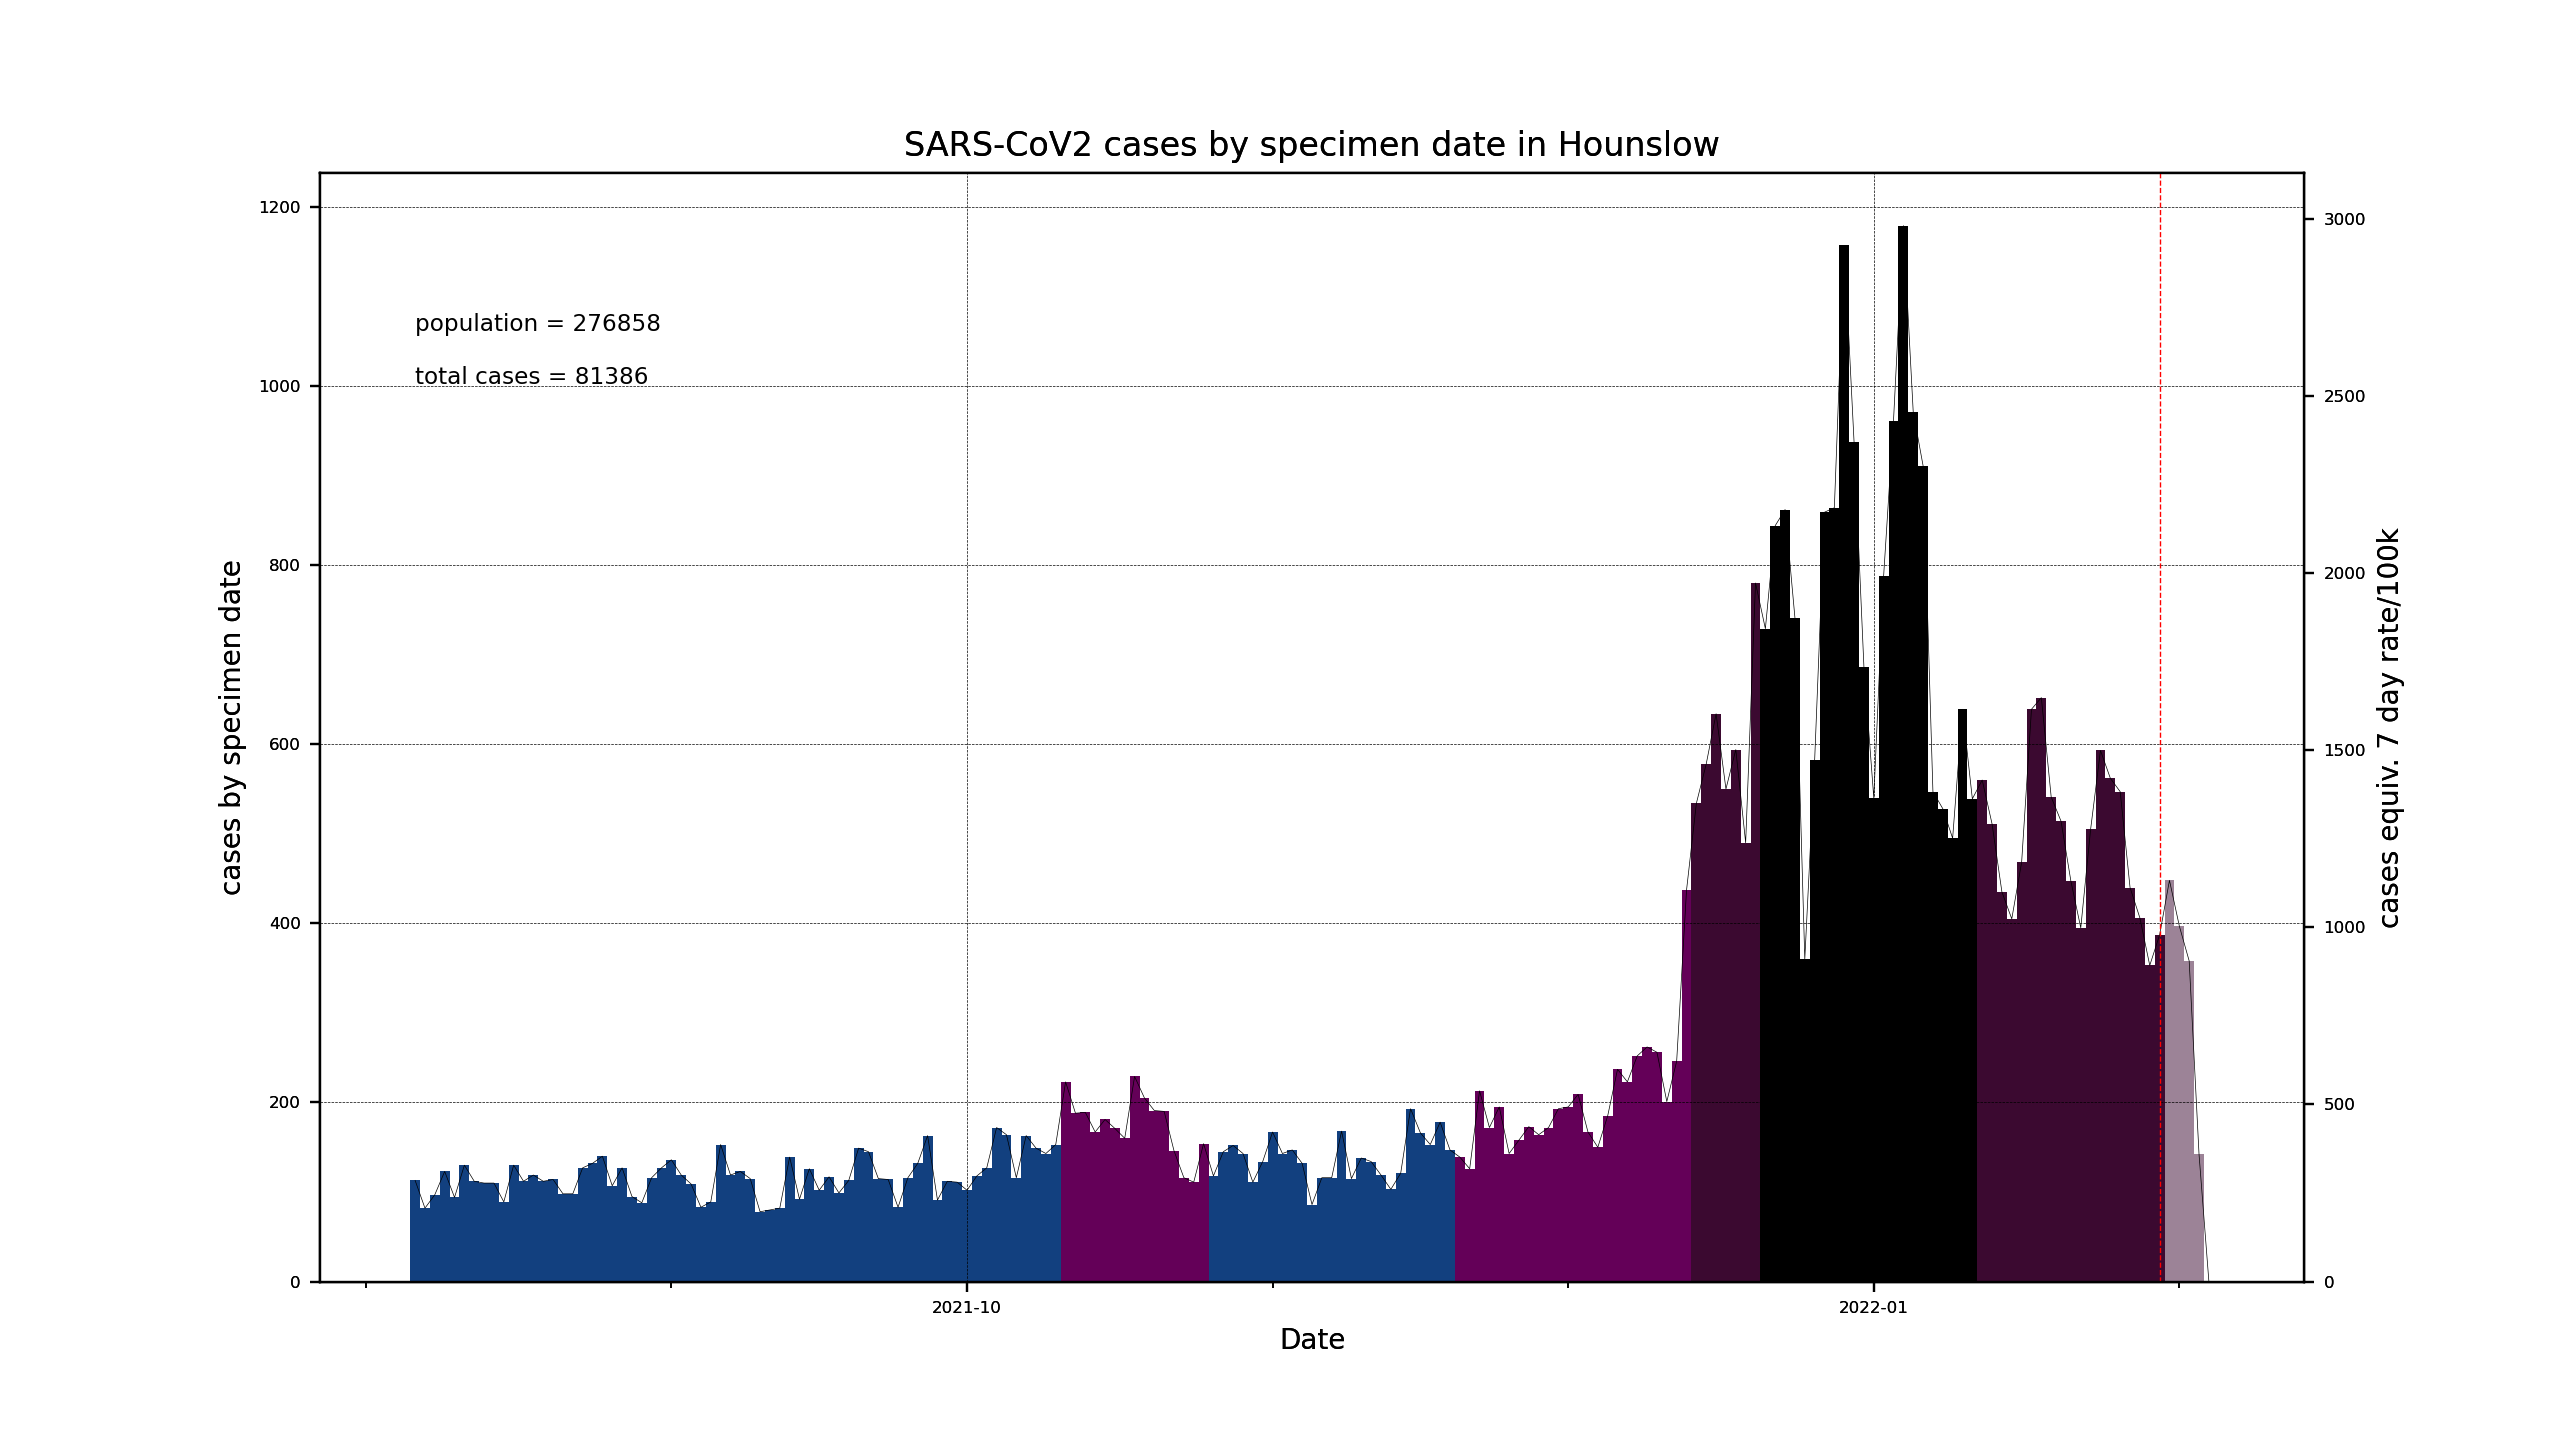 SARS-CoV2 cases by specimen date in Hounslow
1200
1000
800
600
400
200
0
cases by specimen date
population = 276858
total cases = 81386
3000
2500
2000
1500
1000
500
0
cases equiv. 7 day rate/100k
2021-10
2022-01
Date